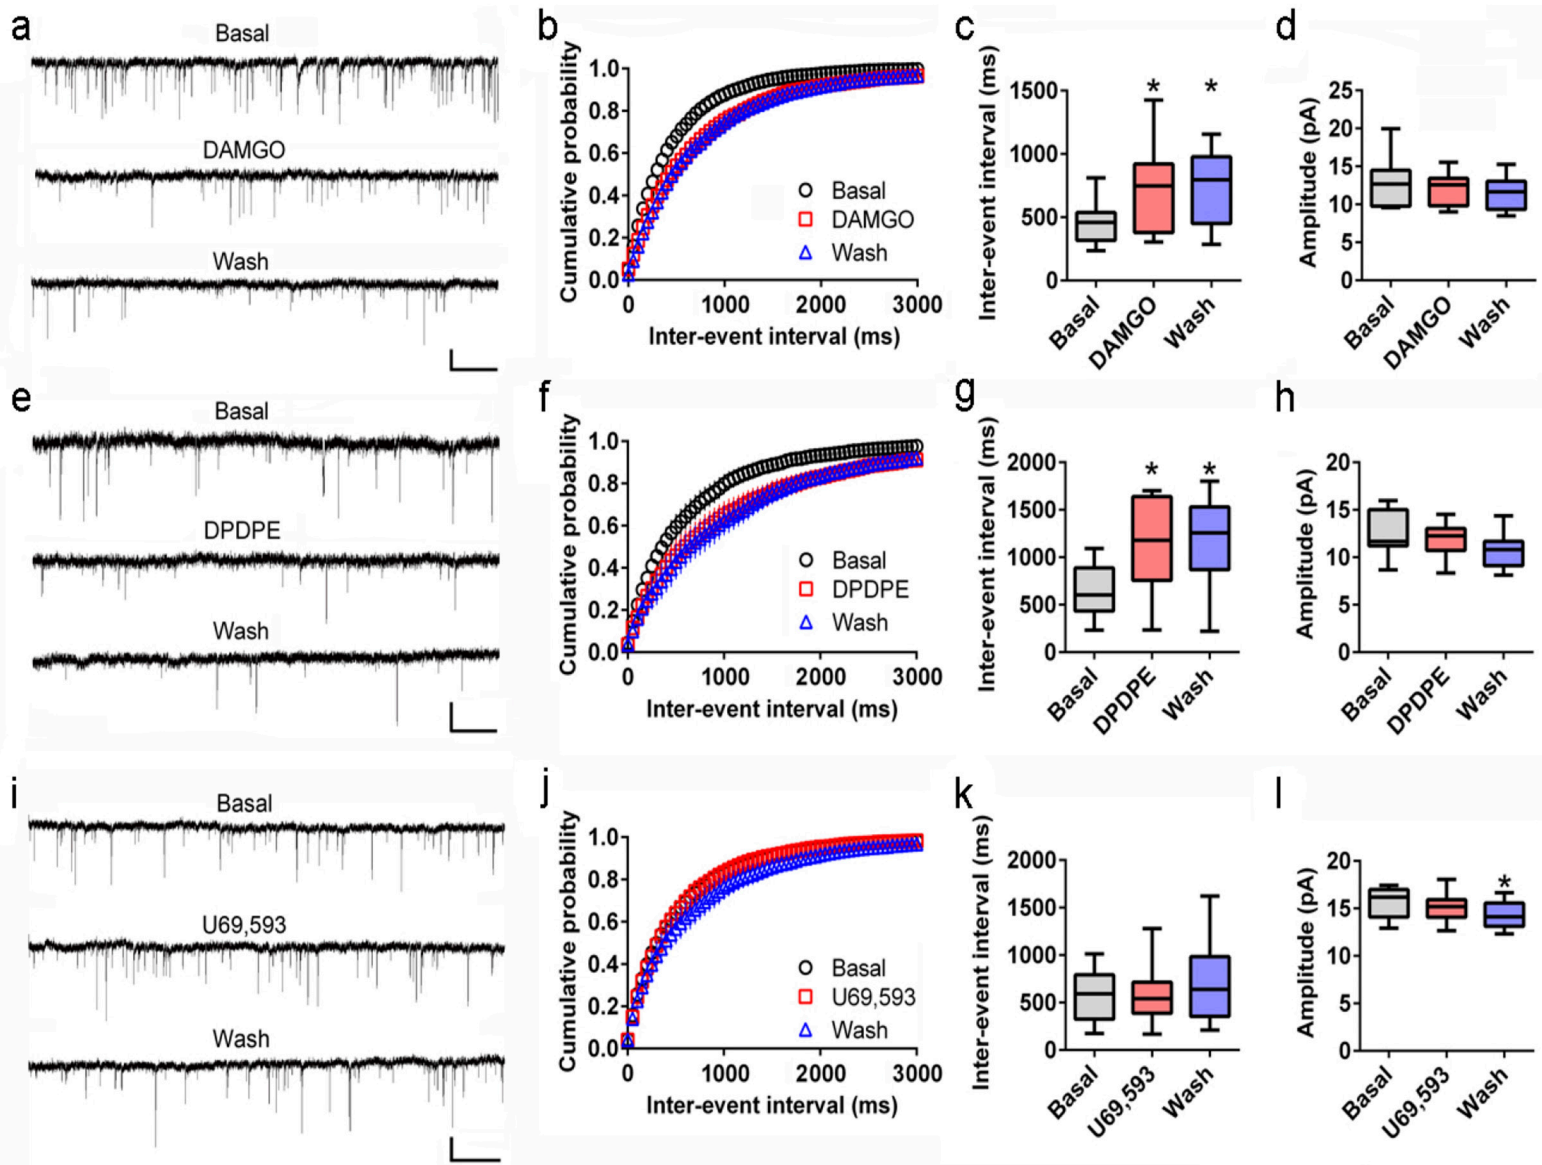 a
Basal
DAMGO
Wash
b
Cumulative probability
1.0
0.8
0.6
0.4
0.2
0.0
0 1000 2000 3000
Inter-event interval (ms)
Basal
DAMGO
Wash
c
Inter-event interval (ms)
1500
1000
500
0
* *
Basal DAMGO Wash
d
Amplitude (pA)
25
20
15
10
5
0
Basal DAMGO Wash
e
Basal
DPDPE
Wash
f
Cumulative probability
1.0
0.8
0.6
0.4
0.2
0.0
0 1000 2000 3000
Inter-event interval (ms)
Basal
DPDPE
Wash
g
Inter-event interval (ms)
2000
1500
1000
500
0
* *
Basal DPDPE Wash
h
Amplitude (pA)
20
15
10
5
0
Basal DPDPE Wash
i
Basal
U69,593
Wash
j
Cumulative probability
1.0
0.8
0.6
0.4
0.2
0.0
0 1000 2000 3000
Inter-event interval (ms)
Basal
U69,593
Wash
k
Inter-event interval (ms)
2000
1500
1000
500
0
Basal U69,593 Wash
l
Amplitude (pA)
20
15
10
5
0
*
Basal U69,593 Wash